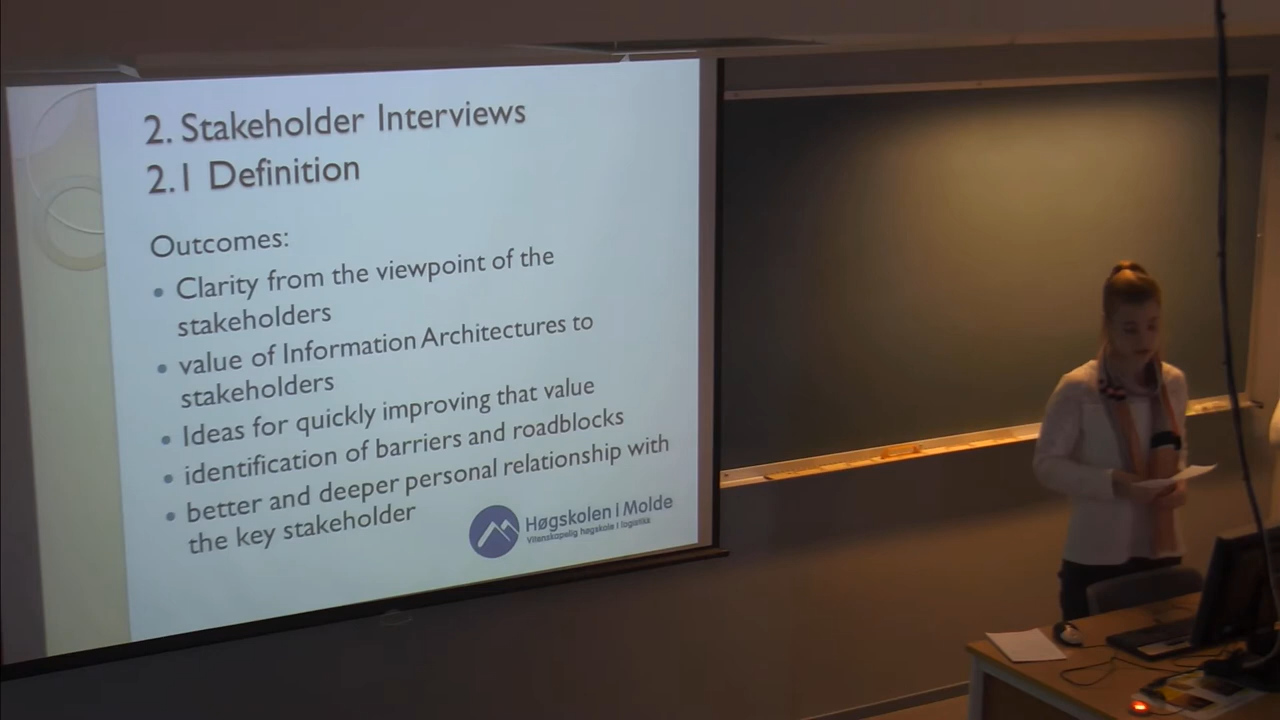 2. Stakeholder Interviews
2.1 Definition
Outcomes:
• Clarity from the viewpoint of the
stakeholders
• value of Information Architectures to
stakeholders
• Ideas for quickly improving that value
• identification of barriers and roadblocks
• better and deeper personal relationship with
the key stakeholder
Høgskolen i Molde
Vitenskapelig høgskole i logistikk